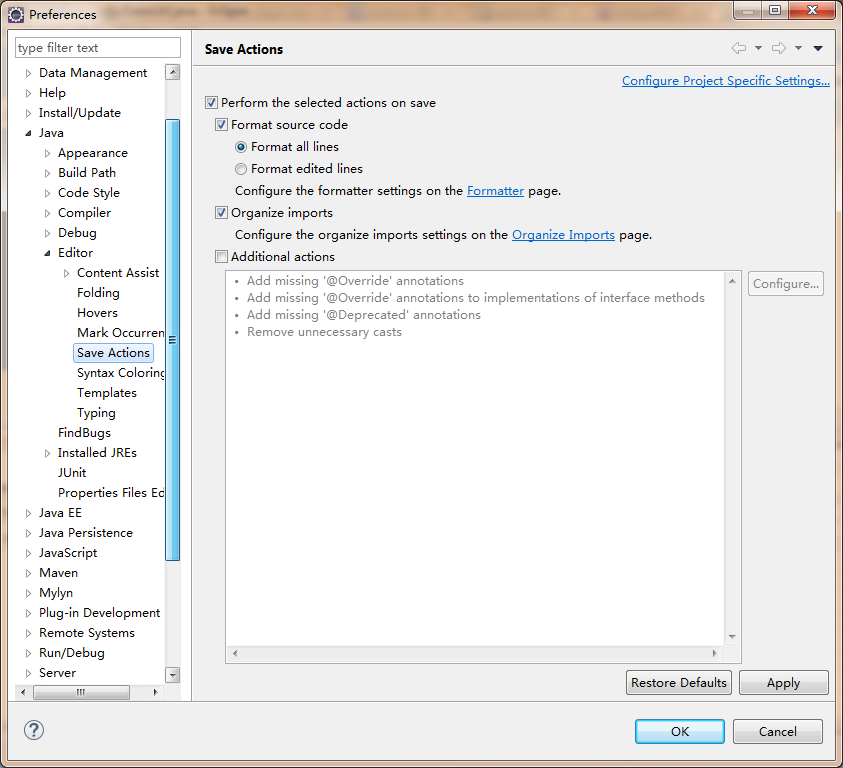 Preferences
type filter text
Data Management
Help
Install/Update
Java
Appearance
Build Path
Code Style
Compiler
Debug
Editor
Content Assist
Folding
Hovers
Mark Occurren
Save Actions
Syntax Coloring
Templates
Typing
FindBugs
Installed JREs
JUnit
Properties Files Ed
Java EE
Java Persistence
JavaScript
Maven
Mylyn
Plug-in Development
Remote Systems
Run/Debug
Server
Save Actions
Configure Project Specific Settings...
Perform the selected actions on save
Format source code
Format all lines
Format edited lines
Configure the formatter settings on the Formatter page.
Organize imports
Configure the organize imports settings on the Organize Imports page.
Additional actions
• Add missing '@Override' annotations
• Add missing '@Override' annotations to implementations of interface methods
• Add missing '@Deprecated' annotations
• Remove unnecessary casts
Configure...
Restore Defaults
Apply
?
OK
Cancel